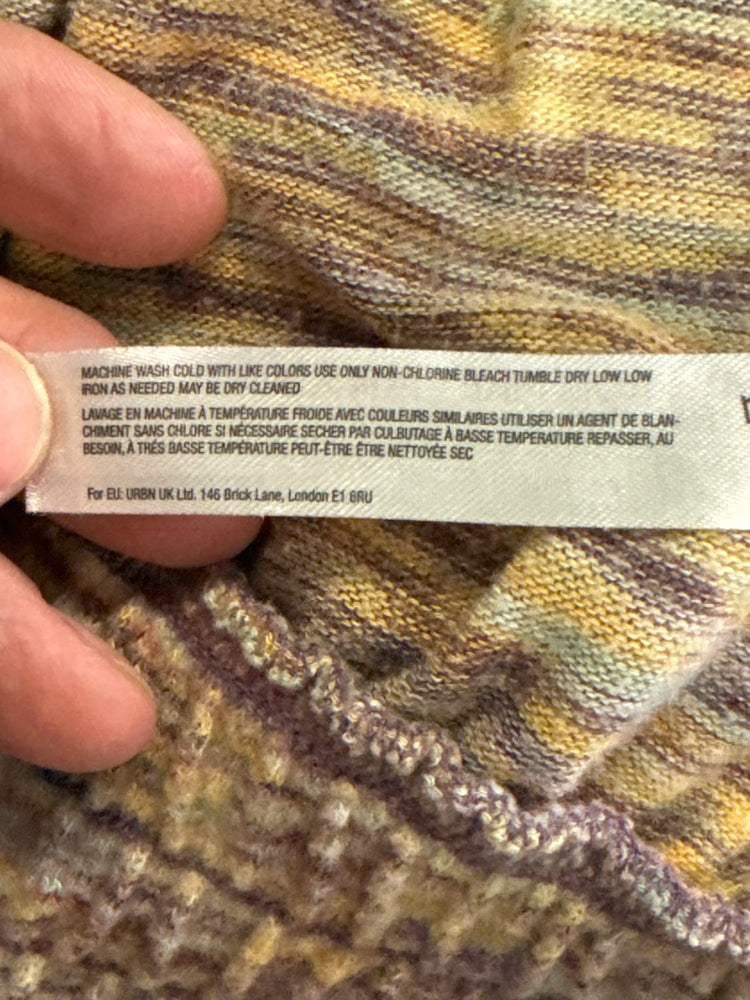 MACHINE WASH COLD WITH LIKE COLORS USE ONLY NON-CHLORINE BLEACH TUMBLE DRY LOW LOW
IRON AS NEEDED MAY BE DRY CLEANED
LAVAGE EN MACHINE À TEMPÉRATURE FROIDE AVEC COULEURS SIMILAIRES UTILISER UN AGENT DE BLAN-
CHIMENT SANS CHLORE SI NÉCESSAIRE SECHER PAR CULBUTAGE À BASSE TEMPERATURE REPASSER, AU
BESOIN, À TRÉS BASSE TEMPÉRATURE PEUT-ÊTRE ÊTRE NETTOYÉE SEC
For EU: URBN UK Ltd. 146 Brick Lane, London E1 6RU